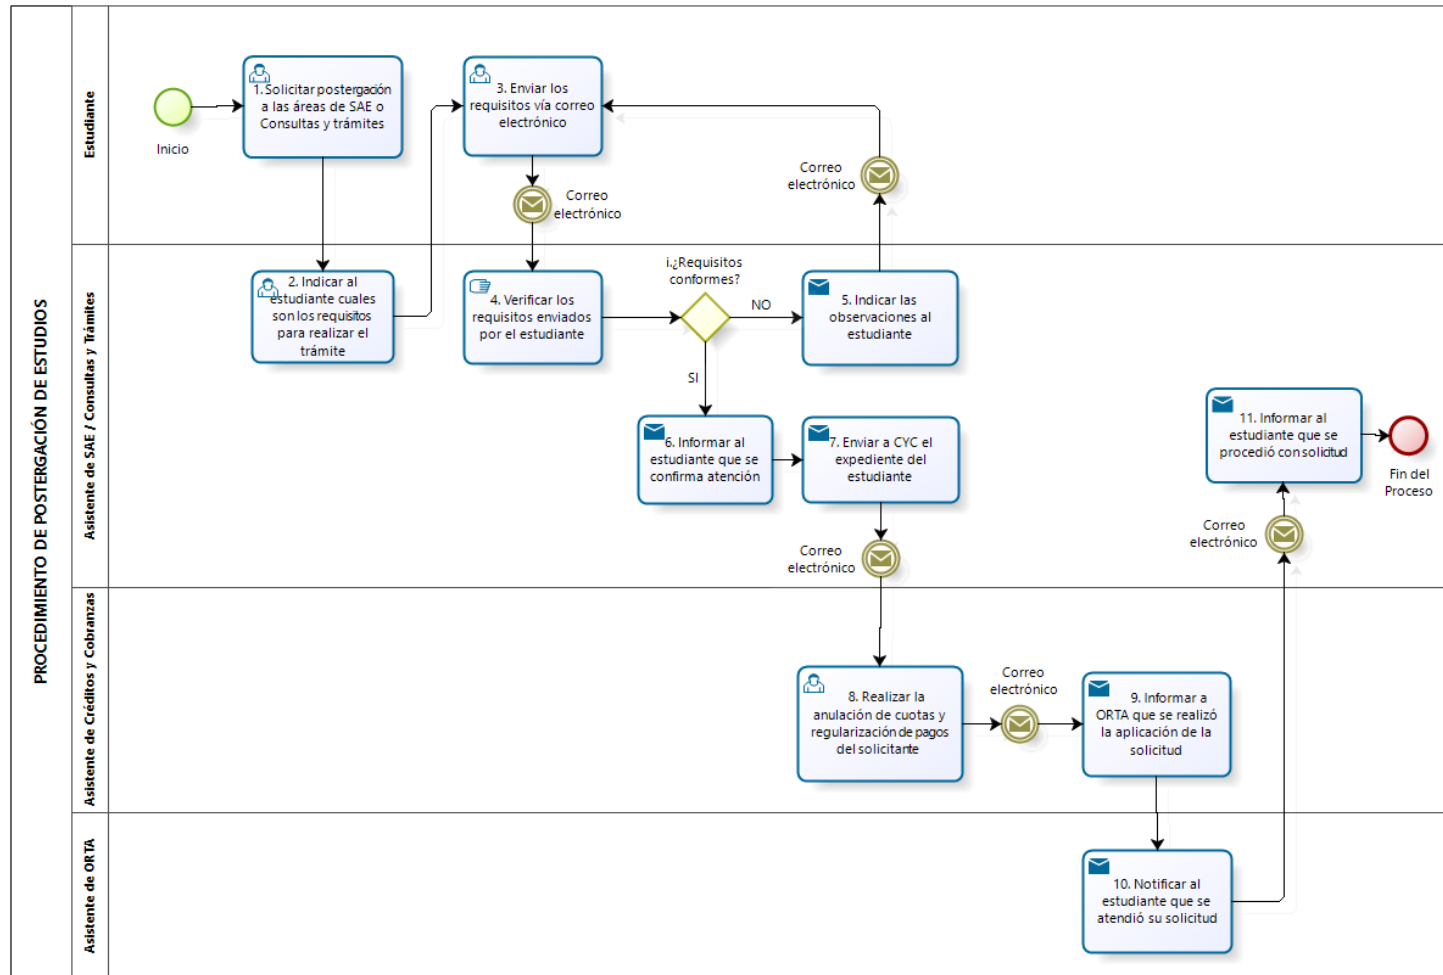 PROCEDIMIENTO DE POSTERGACIÓN DE ESTUDIOS
Estudiante
Inicio
1. Solicitar postergación
a las áreas de SAE o
Consultas y trámites
3. Enviar los
requisitos vía correo
electrónico
Correo
electrónico
Correo
electrónico
Asistente de SAE / Consultas y Trámites
2. Indicar al
estudiante cuales
son los requisitos
para realizar el
trámite
4. Verificar los
requisitos enviados
por el estudiante
i.¿Requisitos
conformes?
NO
SI
5. Indicar las
observaciones al
estudiante
6. Informar al
estudiante que se
confirma atención
7. Enviar a CYC el
expediente del
estudiante
Correo
electrónico
11. Informar al
estudiante que se
procedió con solicitud
Fin del
Proceso
Correo
electrónico
Asistente de Créditos y Cobranzas
8. Realizar la
anulación de cuotas y
regularización de pagos
del solicitante
Correo
electrónico
9. Informar a
ORTA que se realizó
la aplicación de la
solicitud
Asistente de ORTA
10. Notificar al
estudiante que se
atendió su solicitud